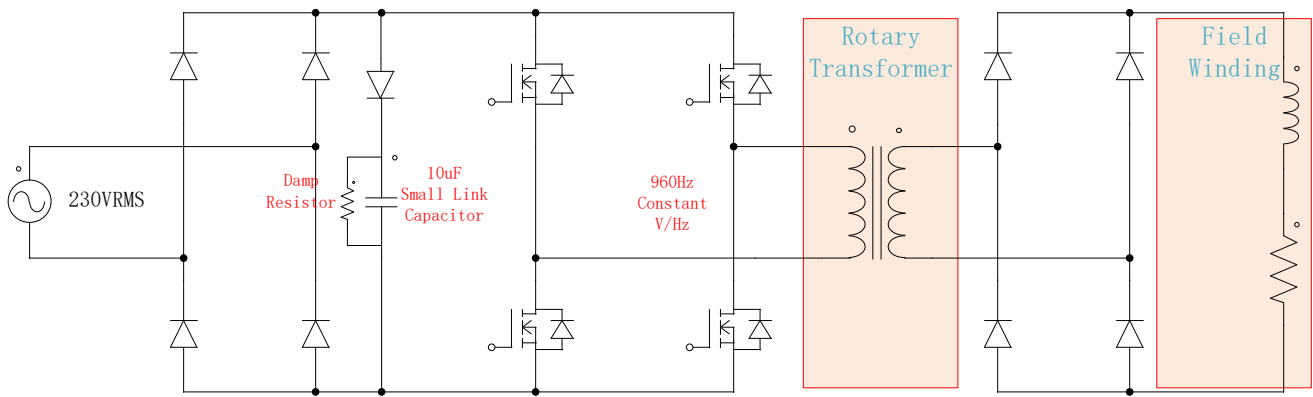 230VRMS
Damp
Resistor
10uF
Small Link
Capacitor
960Hz
Constant
V/Hz
Rotary
Transformer
Field
Winding